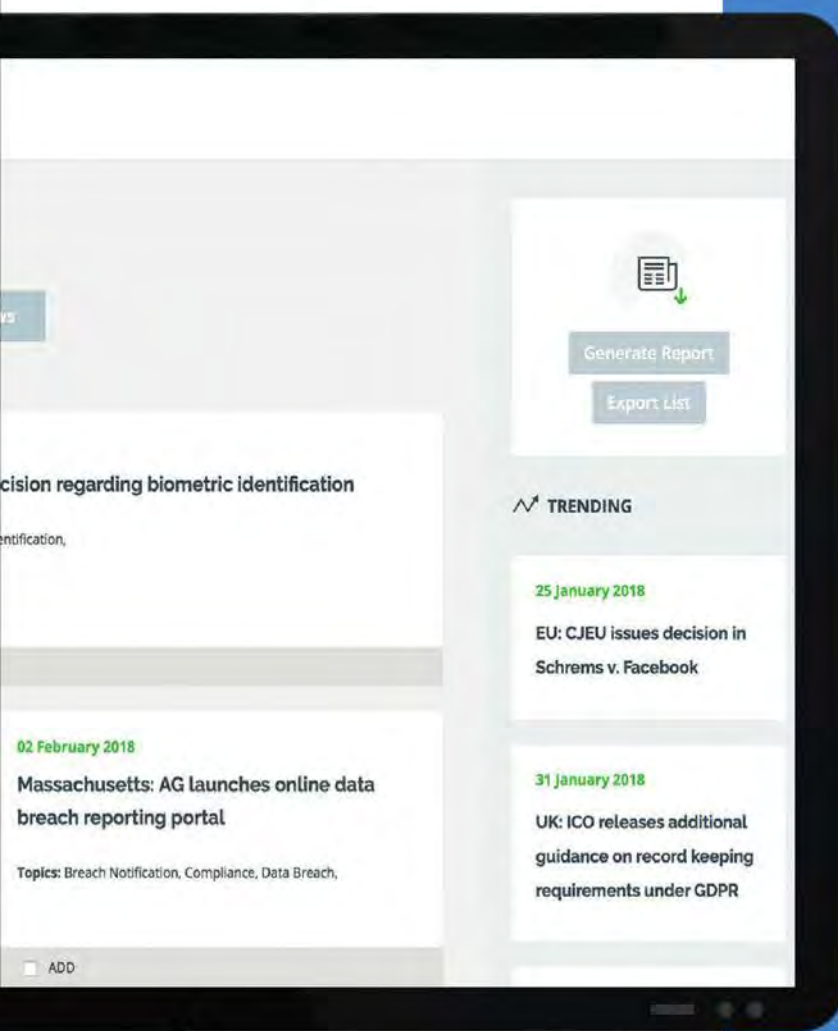 Generate Report
Export List
cision regarding biometric identification
entification,
TRENDING
25 January 2018
EU: CJEU issues decision in
Schrems v. Facebook
02 February 2018
Massachusetts: AG launches online data
breach reporting portal
Topics: Breach Notification, Compliance, Data Breach,
ADD
31 January 2018
UK: ICO releases additional
guidance on record keeping
requirements under GDPR